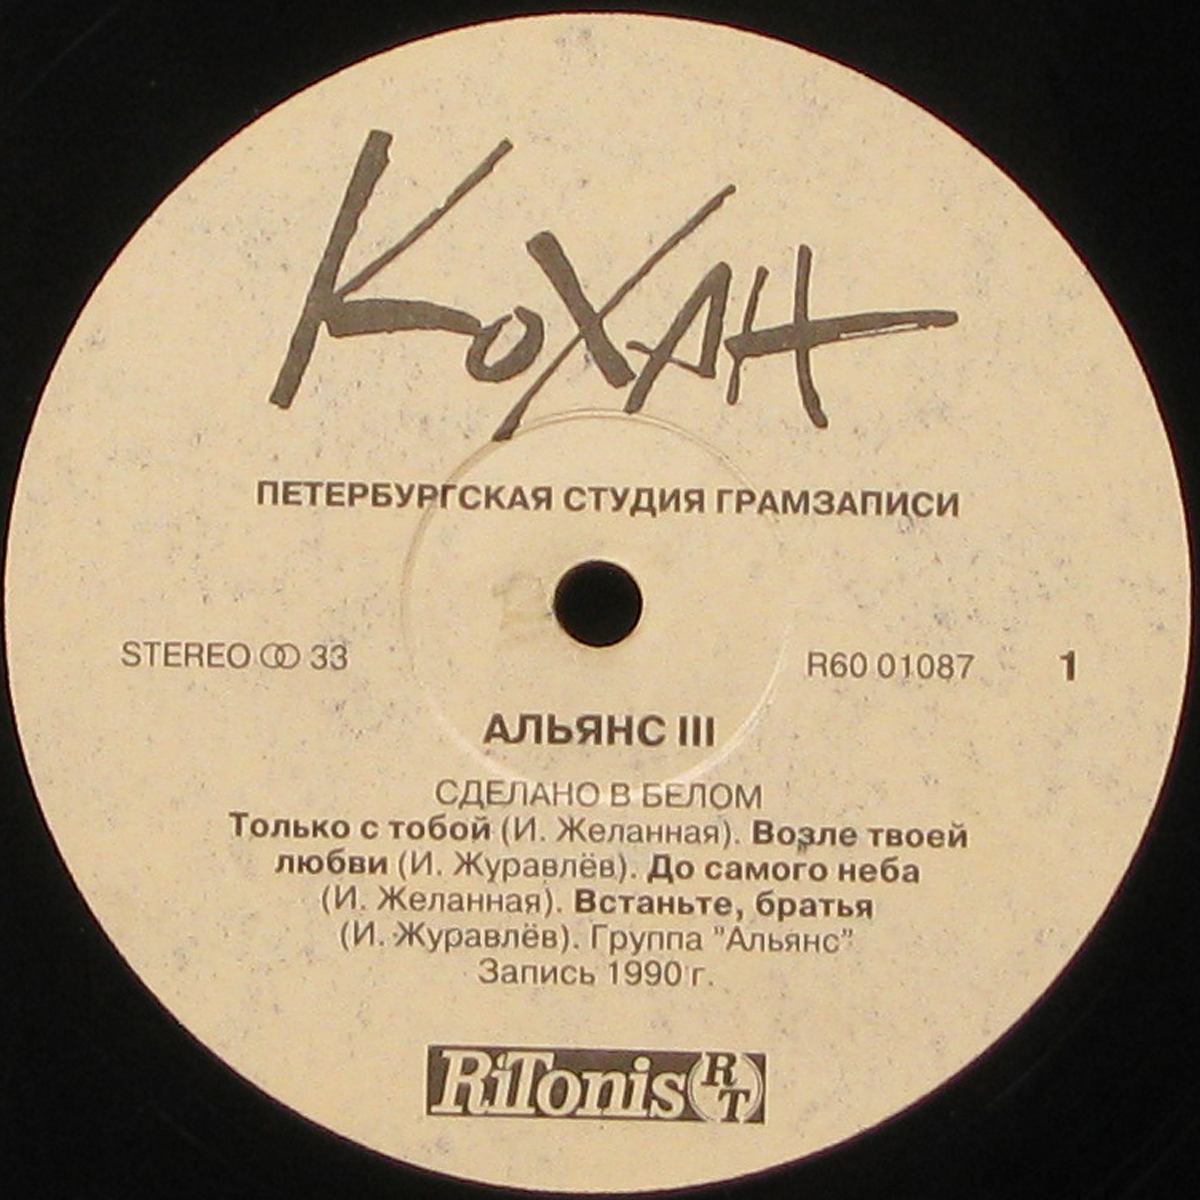 Кохан
ПЕТЕРБУРГСКАЯ СТУДИЯ ГРАМЗАПИСИ
STEREO 33
R60 01087 1
АЛЬЯНС III
СДЕЛАНО В БЕЛОМ
Только с тобой (И. Желанная). Возле твоей
любви (И. Журавлёв). До самого неба
(И. Желанная). Встаньте, братья
(И. Журавлёв). Группа "Альянс"
Запись 1990 г.
RiTonis RT